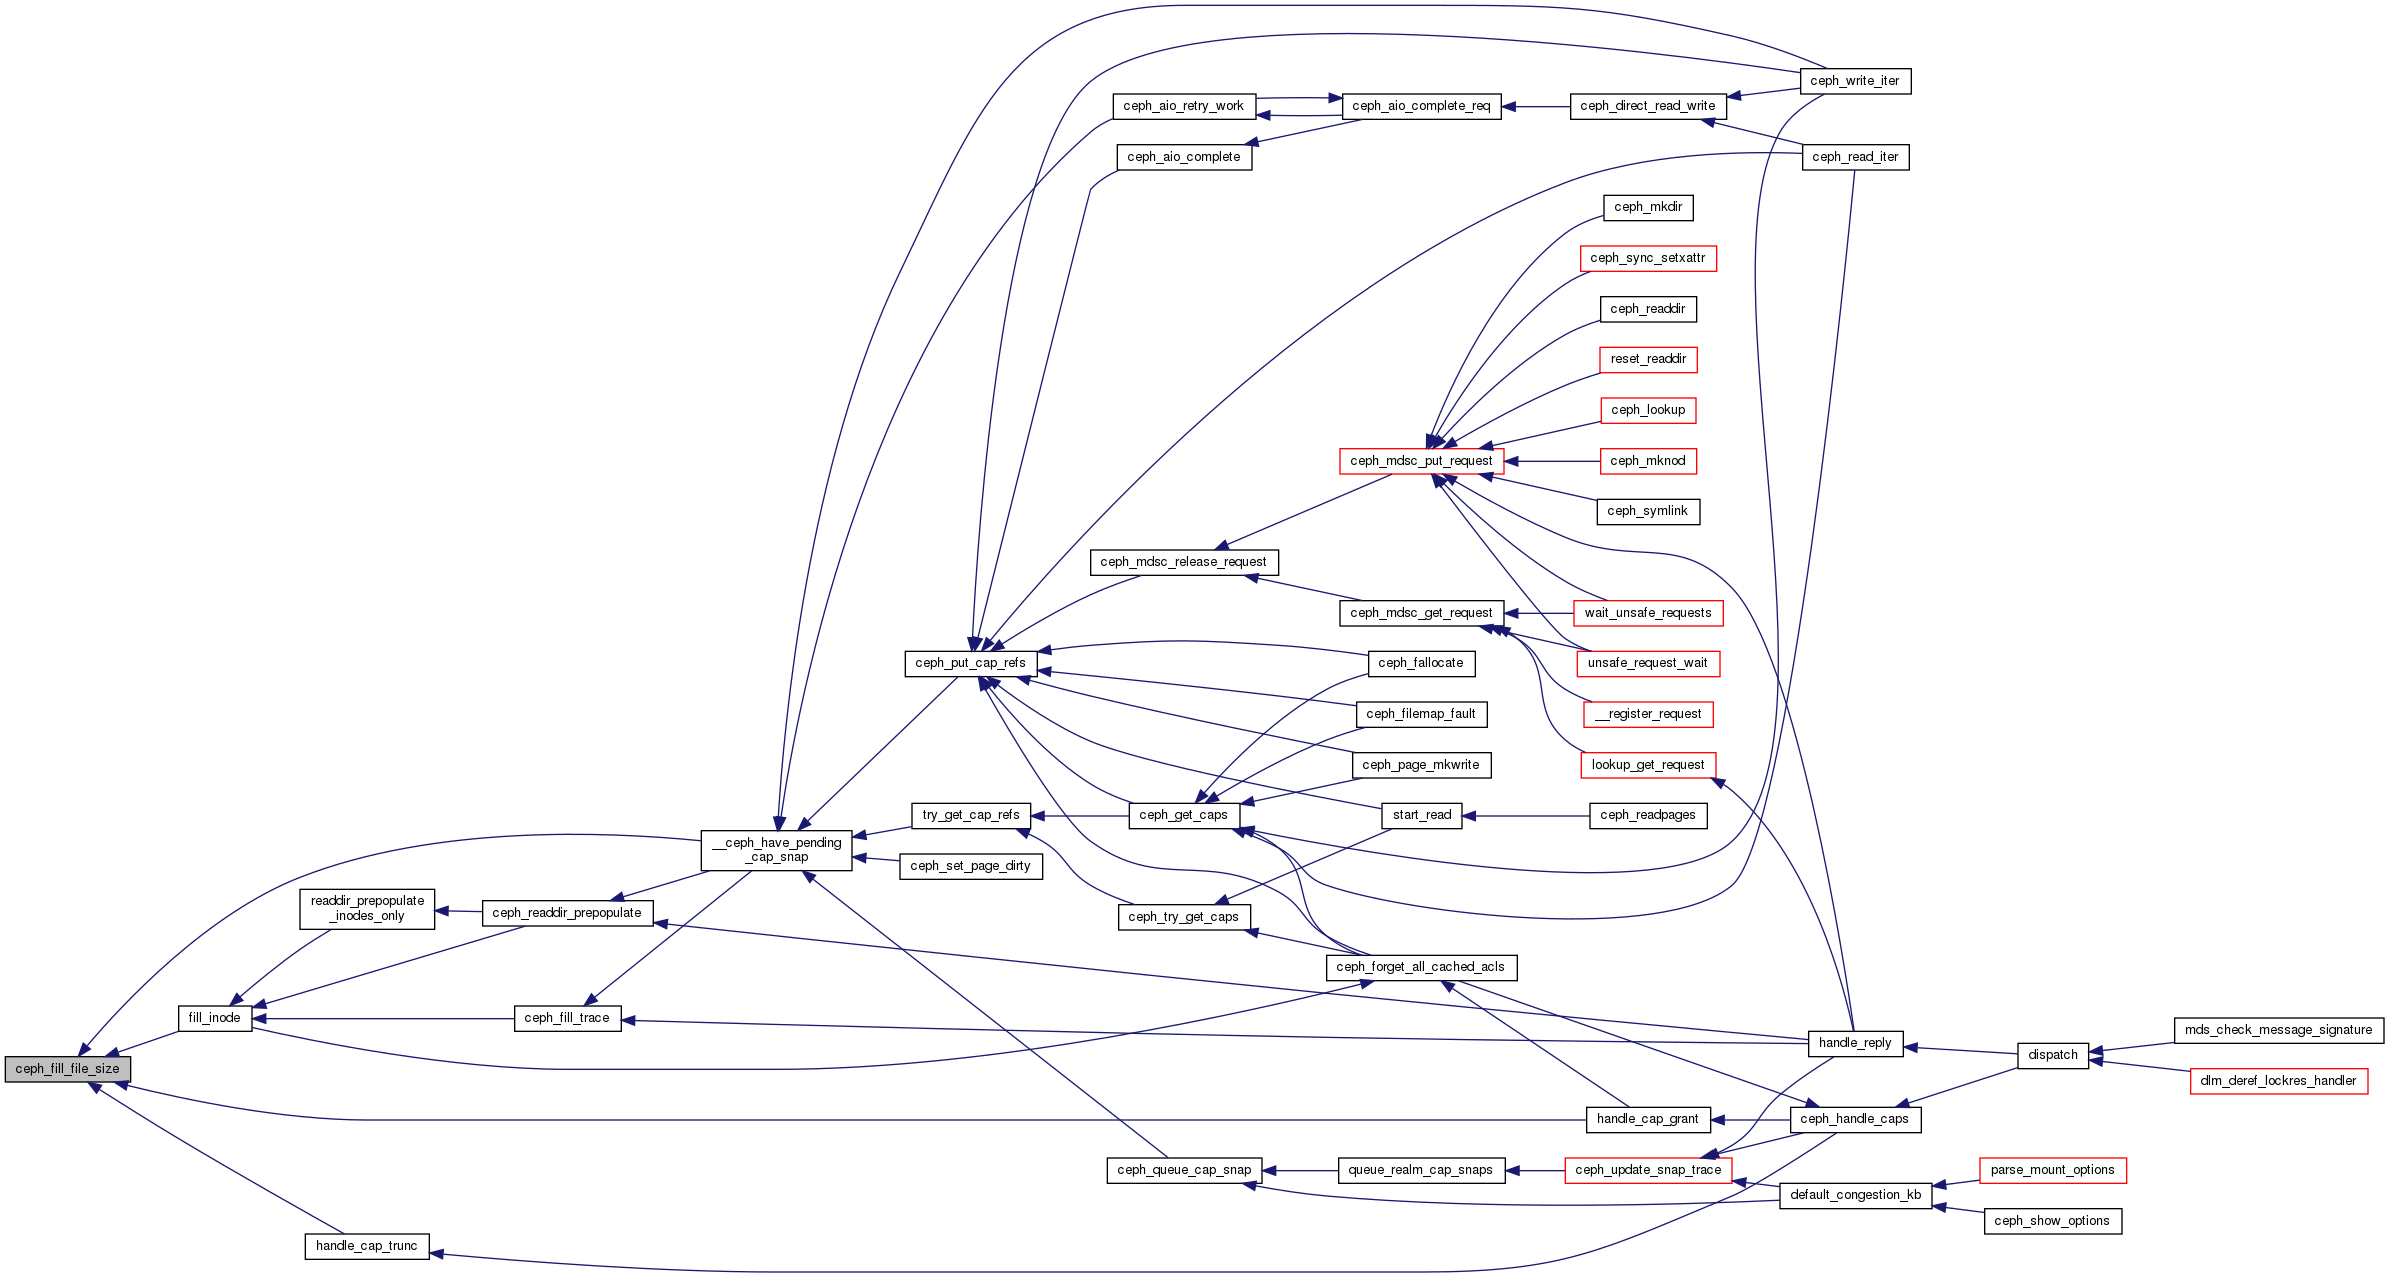 ceph_write_iter
ceph_aio_retry_work
ceph_aio_complete_req
ceph_direct_read_write
ceph_aio_complete
ceph_read_iter
ceph_mkdir
ceph_sync_setxattr
ceph_readdir
reset_readdir
ceph_lookup
ceph_mdsc_put_request
ceph_mknod
ceph_symlink
ceph_mdsc_release_request
ceph_mdsc_get_request
wait_unsafe_requests
ceph_put_cap_refs
ceph_fallocate
unsafe_request_wait
ceph_filemap_fault
__register_request
ceph_page_mkwrite
lookup_get_request
try_get_cap_refs
ceph_get_caps
start_read
ceph_readpages
__ceph_have_pending
_cap_snap
ceph_set_page_dirty
readdir_prepopulate
_inodes_only
ceph_readdir_prepopulate
ceph_try_get_caps
ceph_forget_all_cached_acls
fill_inode
ceph_fill_trace
mds_check_message_signature
handle_reply
dispatch
ceph_fill_file_size
dlm_deref_lockres_handler
handle_cap_grant
ceph_handle_caps
ceph_queue_cap_snap
queue_realm_cap_snaps
ceph_update_snap_trace
parse_mount_options
default_congestion_kb
ceph_show_options
handle_cap_trunc